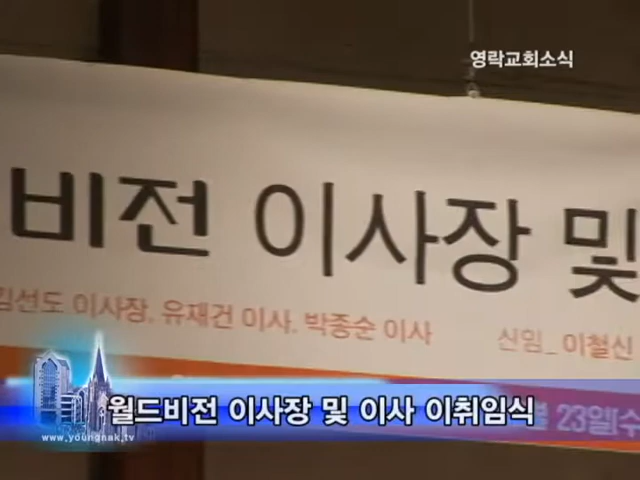 영락교회소식
비전 이사장 및
김선도 이사장. 유재건 이사. 박종순 이사 신임_ 이철신
23일(수
월드비전 이사장 및 이사 이취임식
www.youngnak.tv